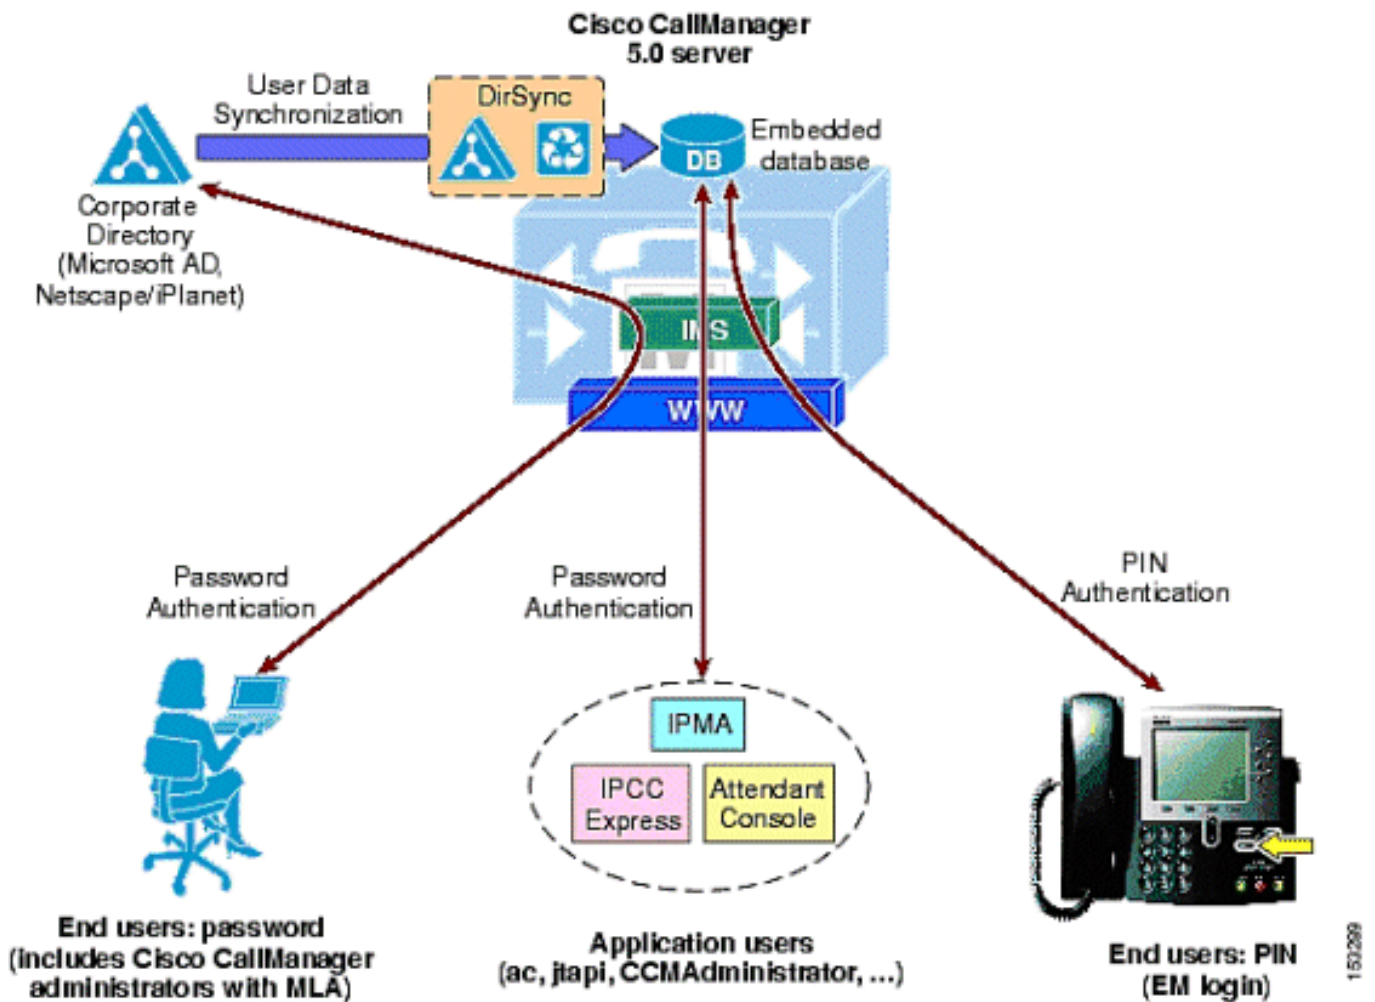 Cisco CallManager
5.0 server
User Data
Synchronization
DirSync
DB
Embedded
database
Corporate
Directory
(Microsoft AD,
Netscape/iPlanet)
IMS
WWW
Password
Authentication
Password
Authentication
PIN
Authentication
IPMA
IPCC
Express
Attendant
Console
End users: password
(includes Cisco CallManager
administrators with MLA)
Application users
(ac, jtapi, CCMAdministrator, …)
End users: PIN
(EM login)
153299